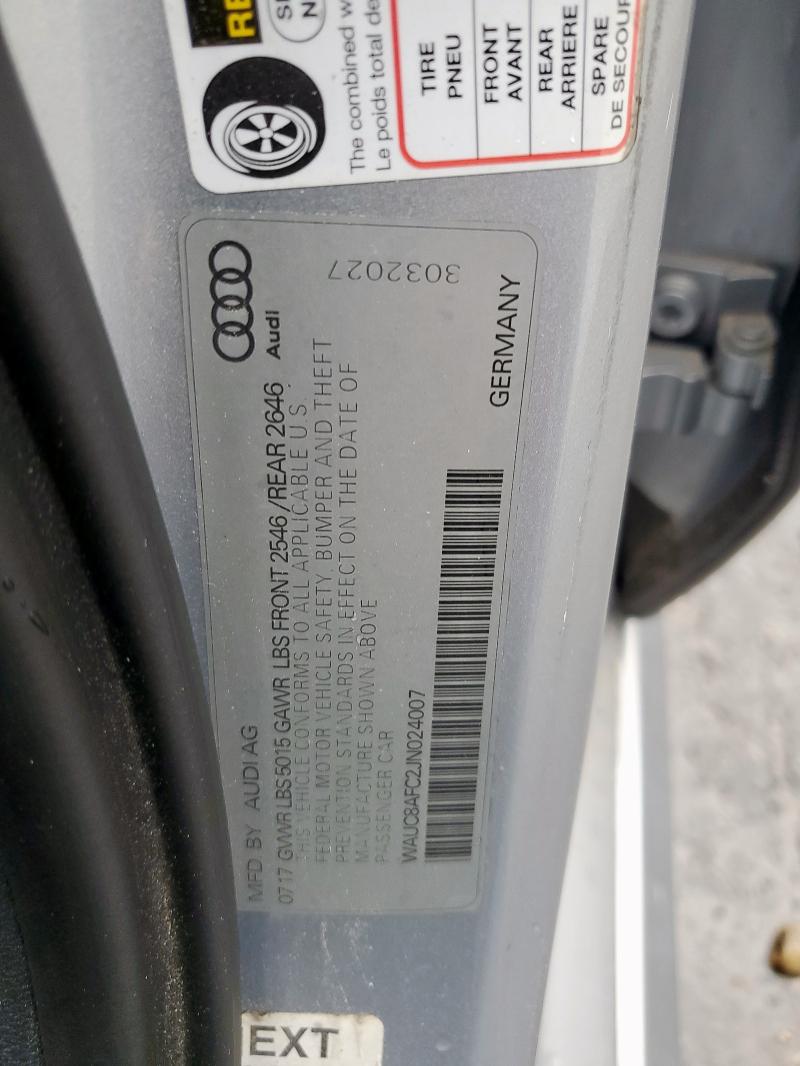 The combined w
Le poids total de
TIRE
PNEU
FRONT
AVANT
REAR
ARRIERE
SPARE
DE SECOUR
Audi
3032027
MFD BY AUDI AG
0717 GVWR LBS 5015 GAWR LBS FRONT 2546 /REAR 2646
THIS VEHICLE CONFORMS TO ALL APPLICABLE U.S.
FEDERAL MOTOR VEHICLE SAFETY, BUMPER AND THEFT
PREVENTION STANDARDS IN EFFECT ON THE DATE OF
MANUFACTURE SHOWN ABOVE
PASSENGER CAR
WAUC8AFC2JN024007
GERMANY
EXT